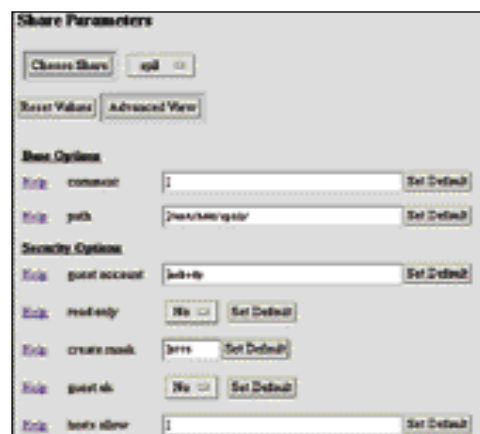 Share Parameters
Choose Share
Reset Values Advanced View
Base Options
Help comment Set Default
Help path Set Default
Security Options
Help guest account Set Default
Help read only No Set Default
Help create mask Set Default
Help guest ok No Set Default
Help hosts allow Set Default